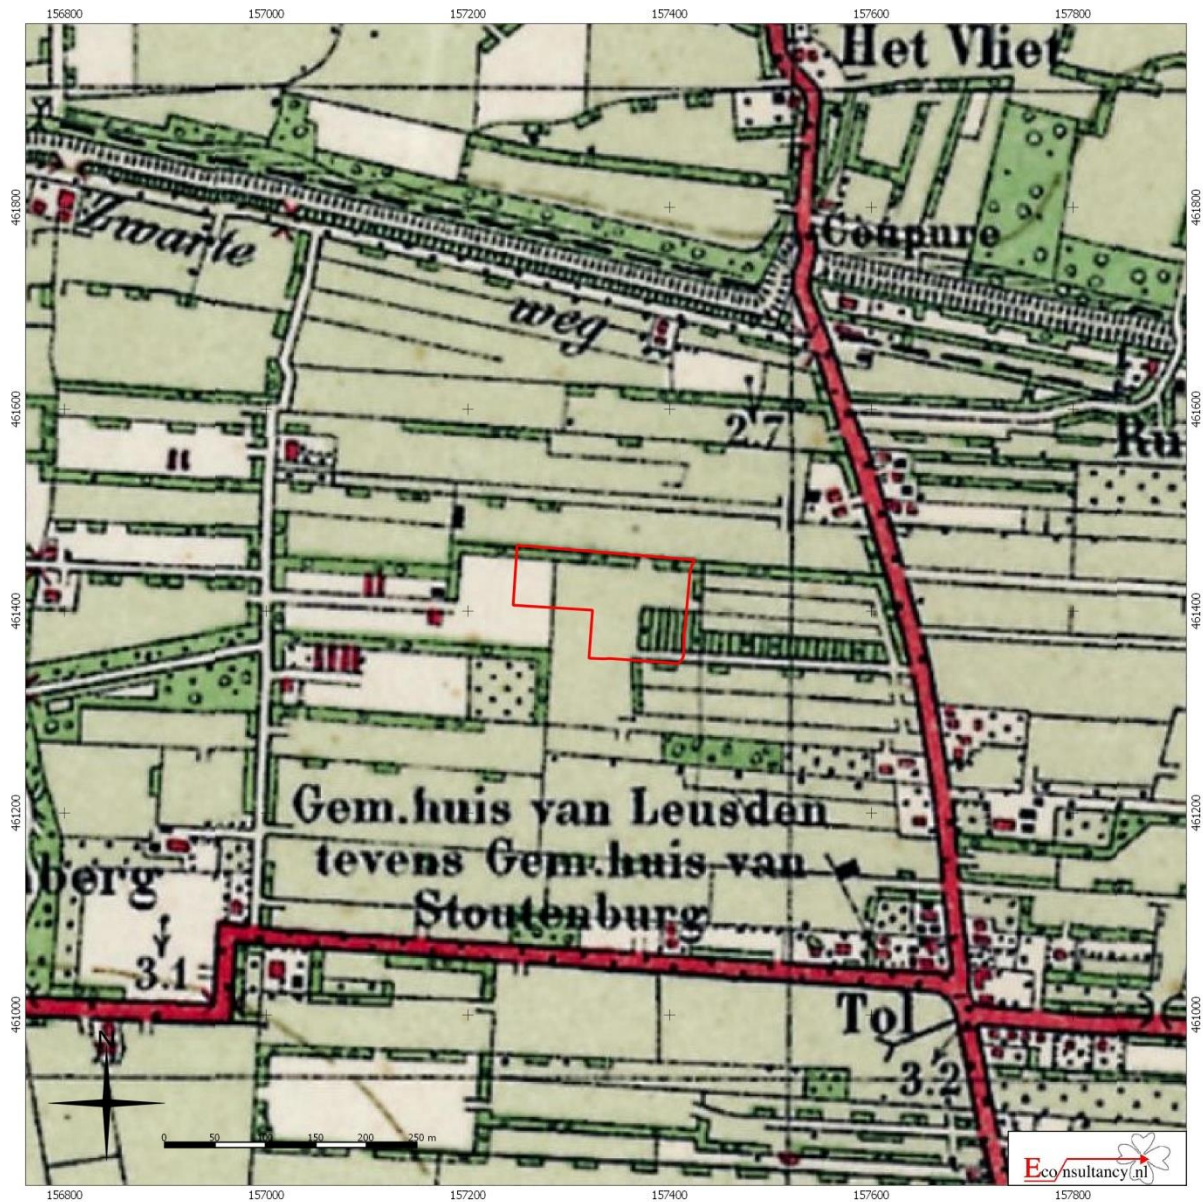 156800 157000 157200 157400 157600 157800
Het Vliet
461800 461800
Zwarte
Coupure
weg
461600 461600
2.7
Ru
461400 461400
461200 461200
Gem.huis van Leusden
tevens Gem.huis van
berg
Stoutenburg
3.1
461000 461000
Tol
N
3.2
0 50 100 150 200 250 m
Econsultancy.nl
156800 157000 157200 157400 157600 157800